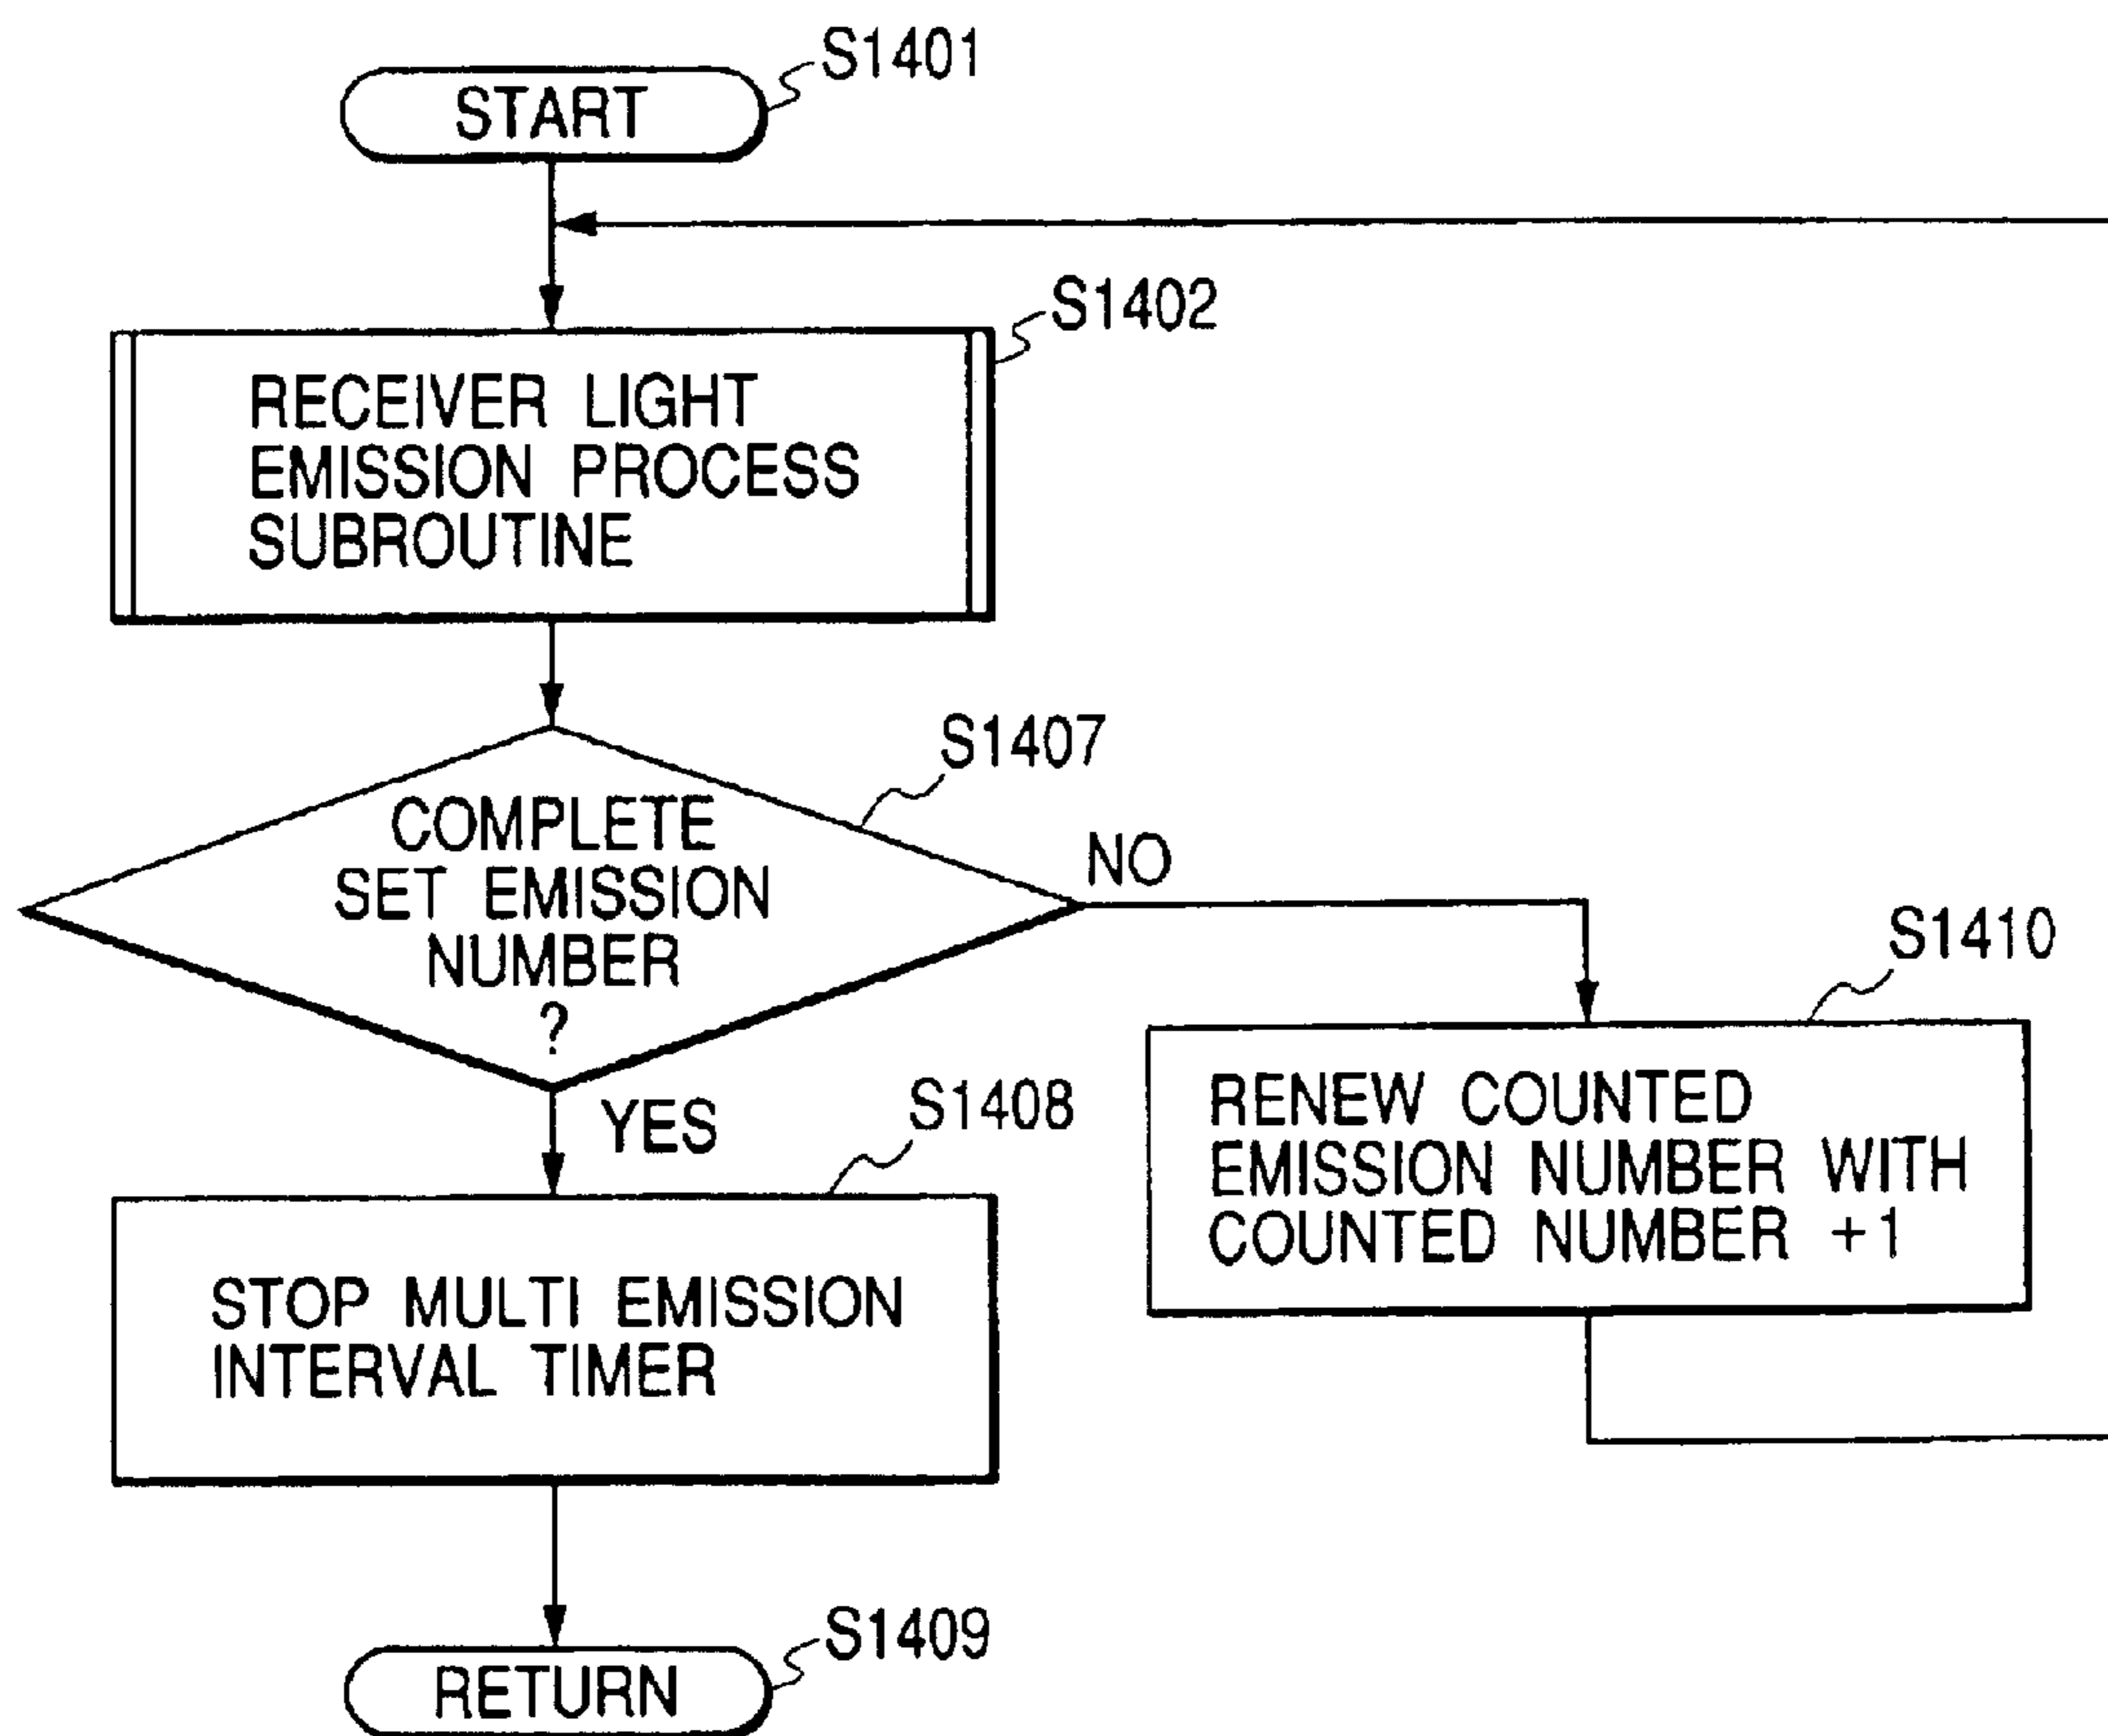 S1401
START
S1402
RECEIVER LIGHT
EMISSION PROCESS
SUBROUTINE
S1407
COMPLETE
SET EMISSION
NUMBER
?
NO
YES
S1410
RENEW COUNTED
EMISSION NUMBER WITH
COUNTED NUMBER +1
S1408
STOP MULTI EMISSION
INTERVAL TIMER
S1409
RETURN